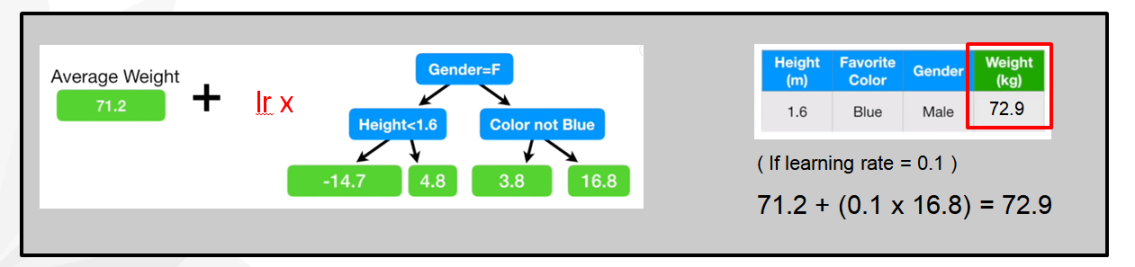 Average Weight
71.2
+
lr x
Gender=F
Height<1.6
Color not Blue
-14.7
4.8
3.8
16.8
Height (m)
Favorite Color
Gender
Weight (kg)
1.6
Blue
Male
72.9
( If learning rate = 0.1 )
71.2 + (0.1 x 16.8) = 72.9